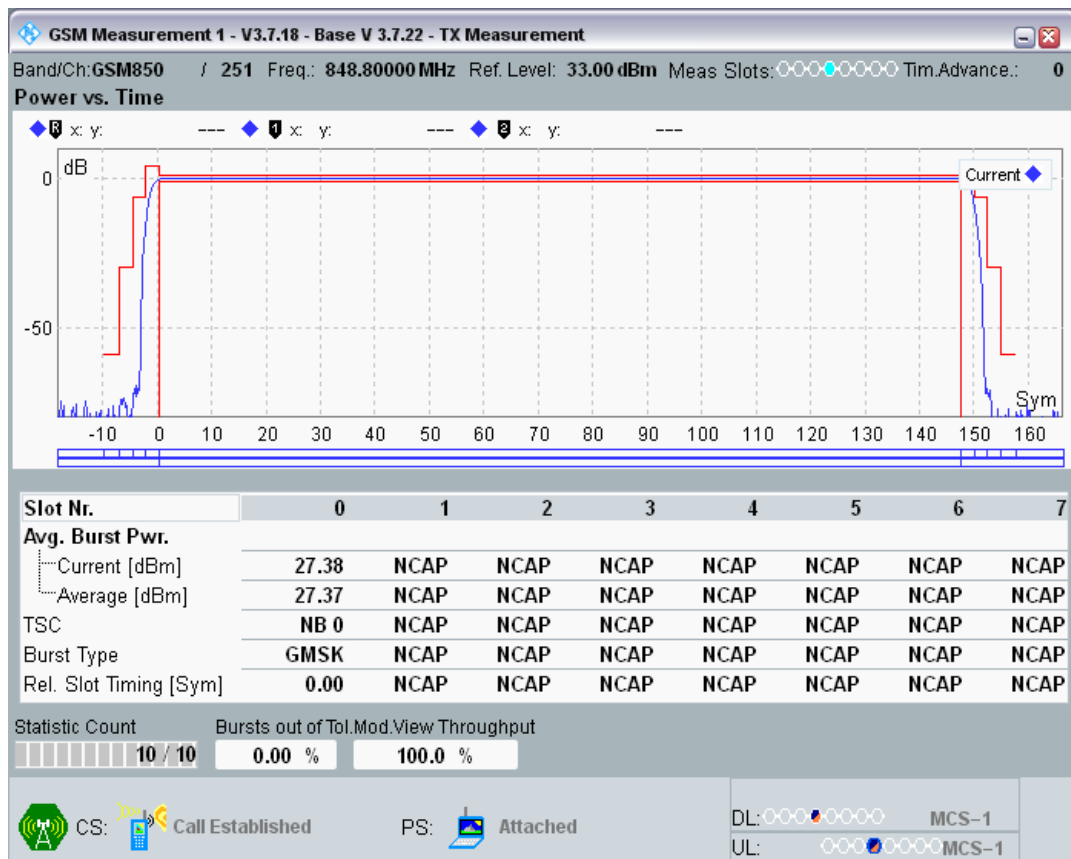 GSM Measurement 1 - V3.7.18 - Base V 3.7.22 - TX Measurement
Band/Ch:GSM850 / 251 Freq.: 848.80000 MHz Ref. Level: 33.00 dBm Meas Slots: Tim.Advance.: 0
Power vs. Time
R x: y: --- 1 x: y: --- 2 x: y: ---
dB
0
Current
-50
Sym
-10 0 10 20 30 40 50 60 70 80 90 100 110 120 130 140 150 160
Slot Nr. 0 1 2 3 4 5 6 7
Avg. Burst Pwr.
Current [dBm] 27.38 NCAP NCAP NCAP NCAP NCAP NCAP NCAP
Average [dBm] 27.37 NCAP NCAP NCAP NCAP NCAP NCAP NCAP
TSC NB 0 NCAP NCAP NCAP NCAP NCAP NCAP NCAP
Burst Type GMSK NCAP NCAP NCAP NCAP NCAP NCAP NCAP
Rel. Slot Timing [Sym] 0.00 NCAP NCAP NCAP NCAP NCAP NCAP NCAP
Statistic Count Bursts out of Tol.Mod.View Throughput
10 / 10 0.00 % 100.0 %
CS: Call Established PS: Attached
DL: MCS-1
UL: MCS-1